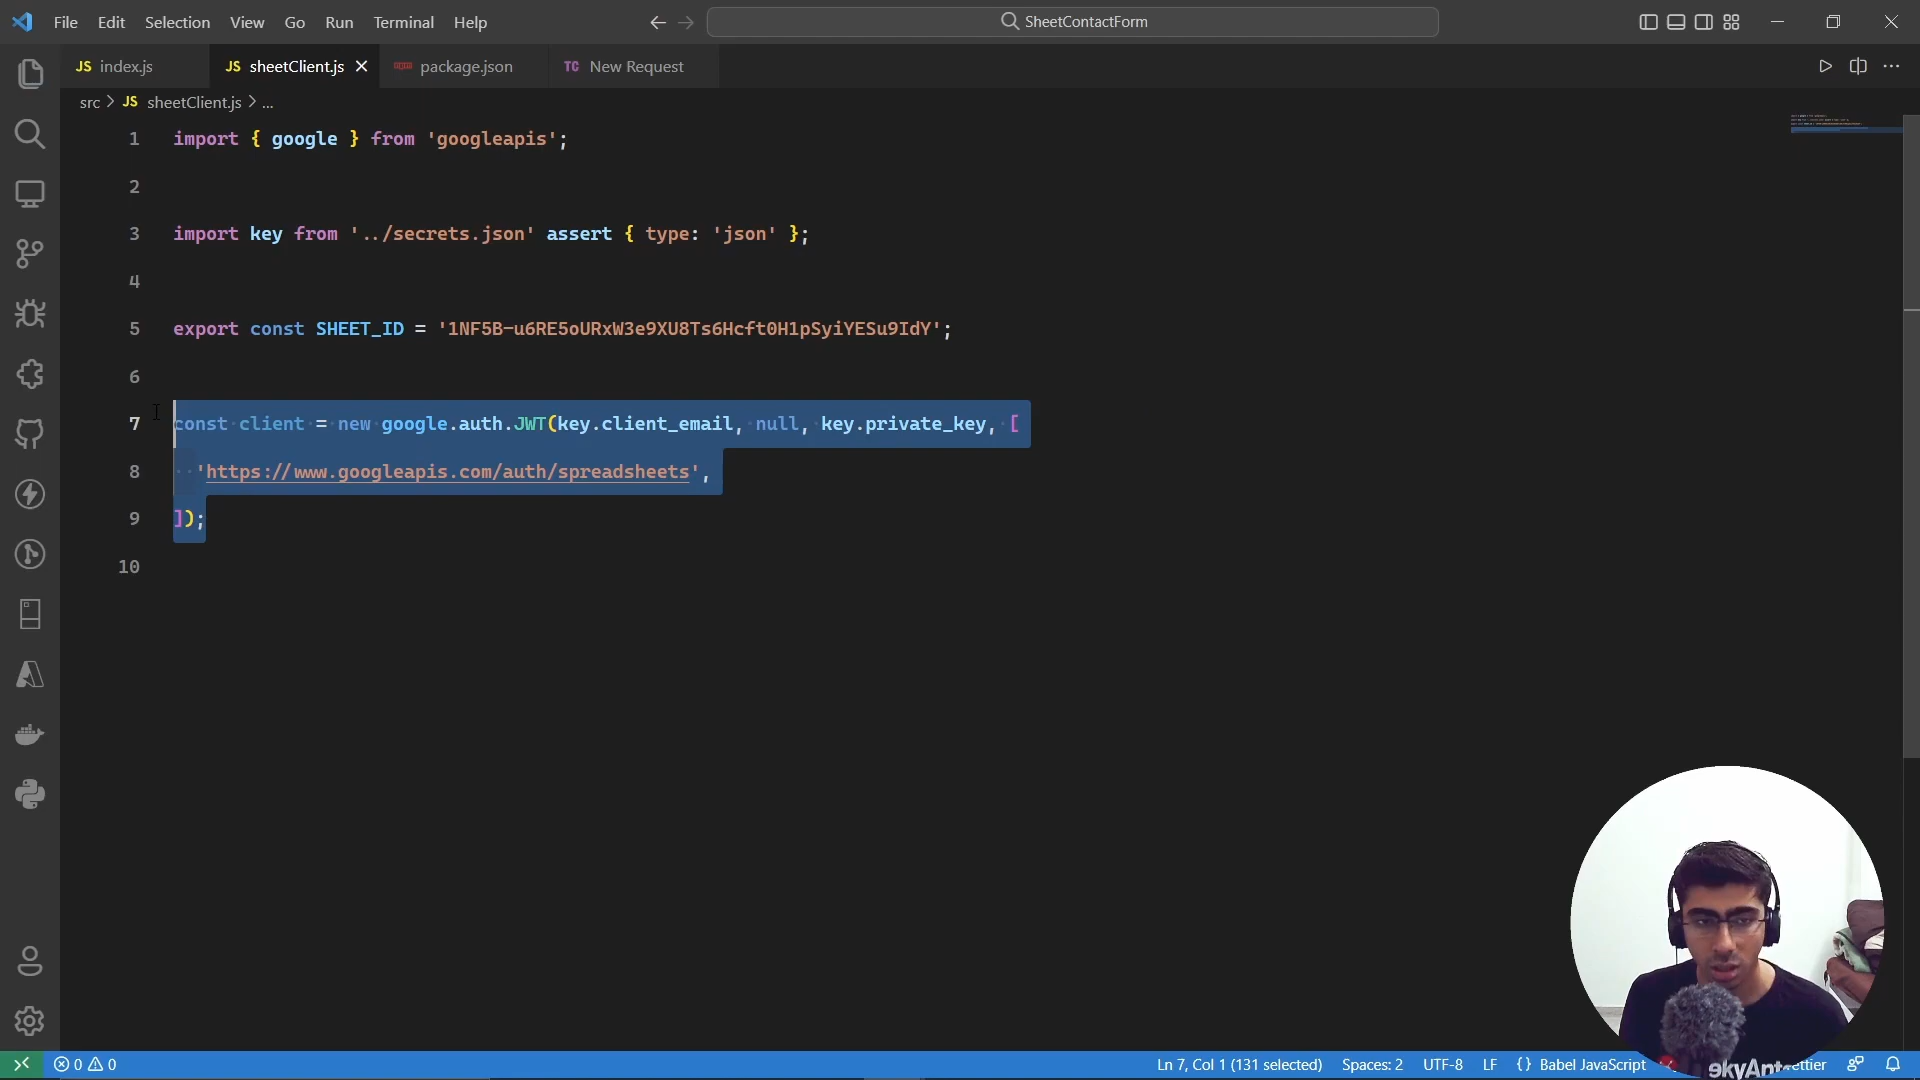 File Edit Selection View Go Run Terminal Help
SheetContactForm
JS index.js
JS sheetClient.js
package.json
TC New Request
src > JS sheetClient.js > ...
1 import { google } from 'googleapis';
2
3 import key from '../secrets.json' assert { type: 'json' };
4
5 export const SHEET_ID = '1NF5B-u6RE5oURxW3e9XU8Ts6Hcft0H1pSyiYESu9IdY';
6
7 const client = new google.auth.JWT(key.client_email, null, key.private_key, [
8 'https://www.googleapis.com/auth/spreadsheets',
9 ]);
10
0 0
Ln 7, Col 1 (131 selected) Spaces: 2 UTF-8 LF {} Babel JavaScript